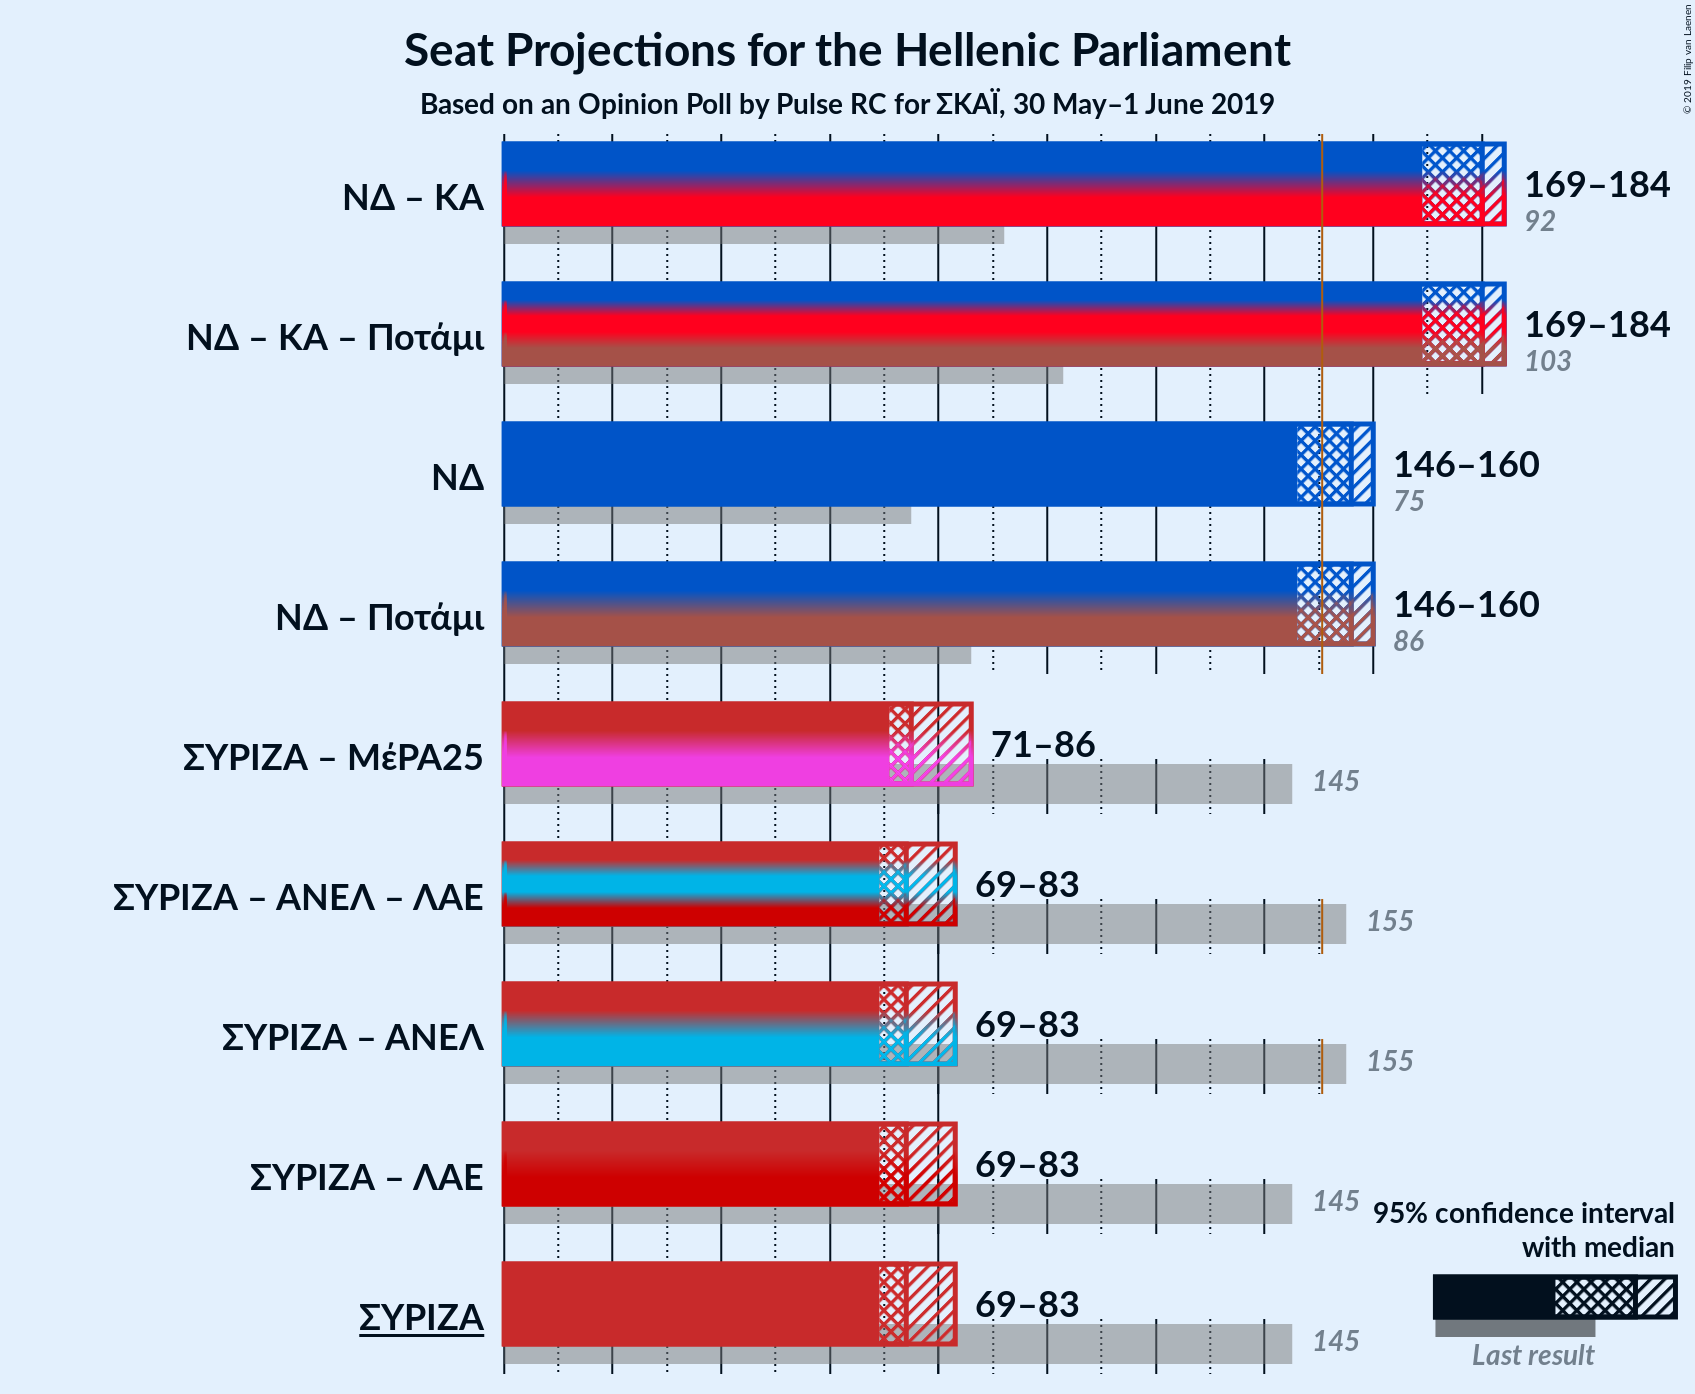 Seat Projections for the Hellenic Parliament
Based on an Opinion Poll by Pulse RC for ΣΚΑΪ, 30 May–1 June 2019
© 2019 Filip van Laenen
ΝΔ – ΚΑ
169–184
92
ΝΔ – ΚΑ – Ποτάμι
169–184
103
ΝΔ
146–160
75
ΝΔ – Ποτάμι
146–160
86
ΣΥΡΙΖΑ – ΜέΡΑ25
71–86
145
ΣΥΡΙΖΑ – ΑΝΕΛ – ΛΑΕ
69–83
155
ΣΥΡΙΖΑ – ΑΝΕΛ
69–83
155
ΣΥΡΙΖΑ – ΛΑΕ
69–83
145
ΣΥΡΙΖΑ
69–83
145
95% confidence interval
with median
Last result